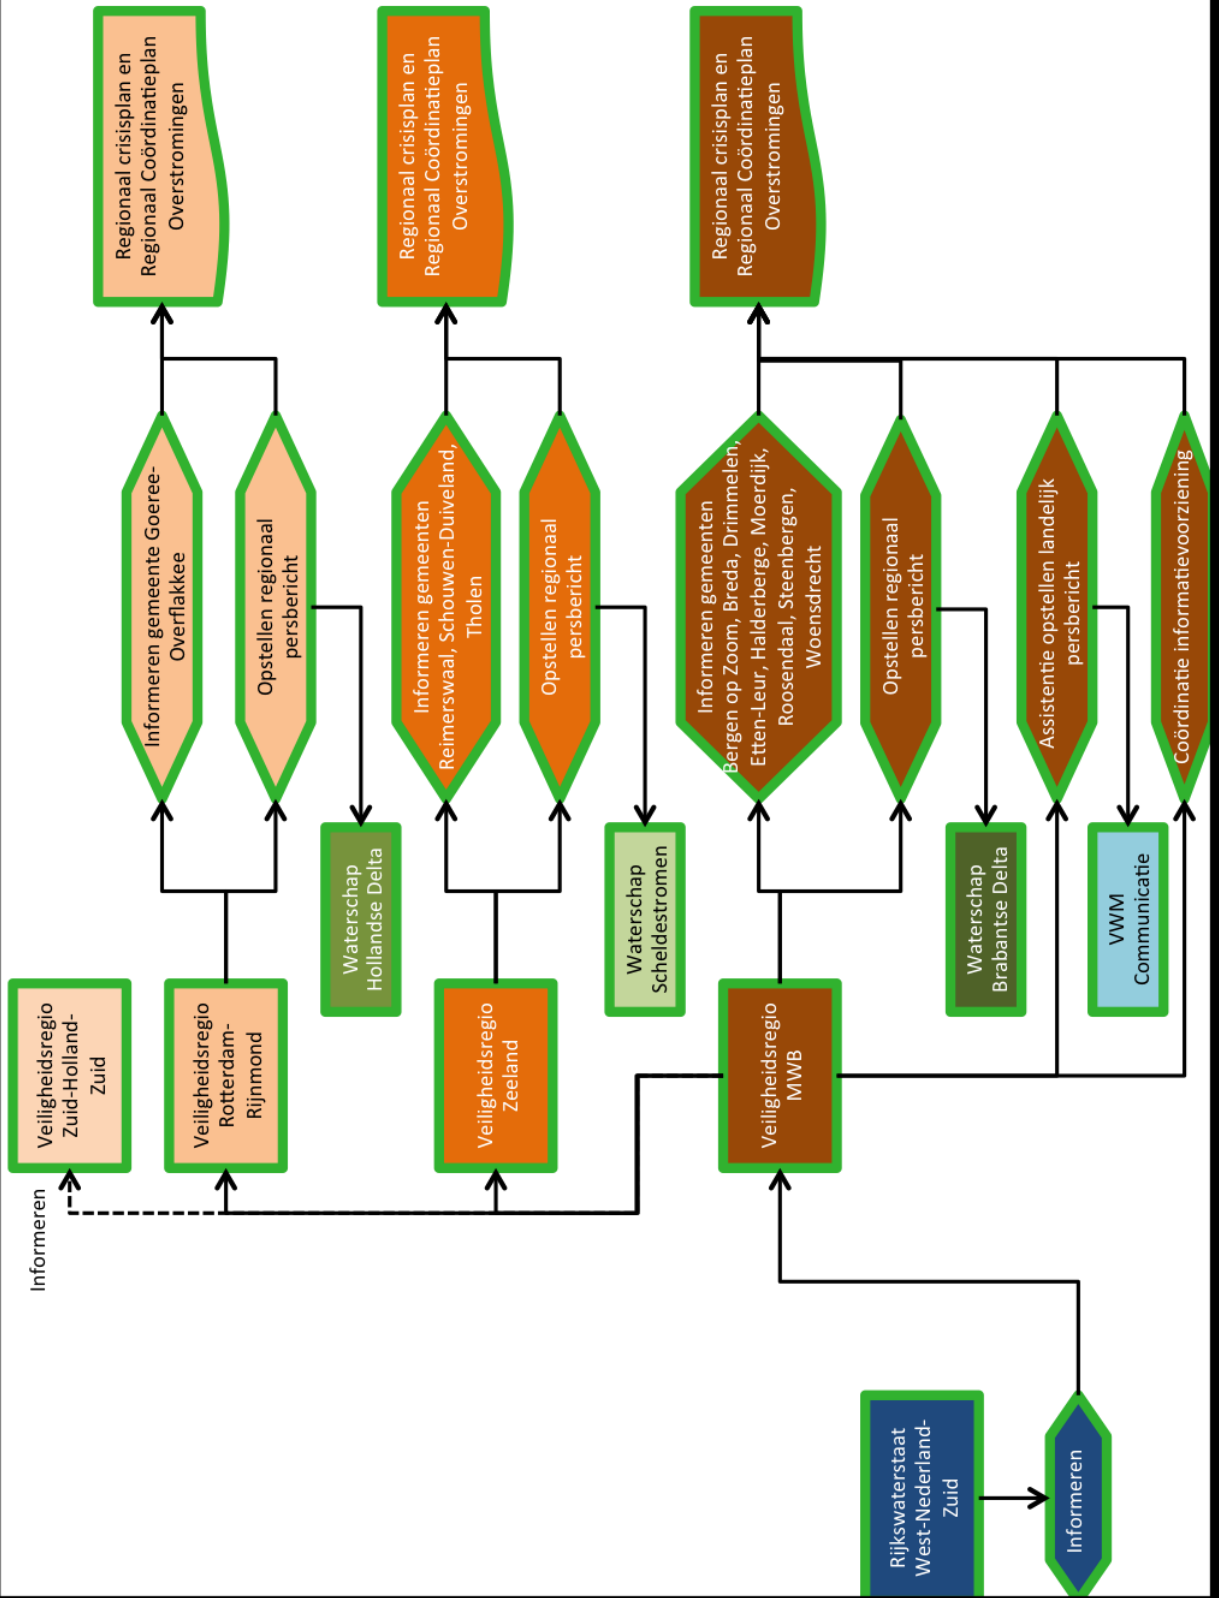 Regionaal crisisplan en
Regionaal Coördinatieplan
Overstromingen
Regionaal crisisplan en
Regionaal Coördinatieplan
Overstromingen
Regionaal crisisplan en
Regionaal Coördinatieplan
Overstromingen
Informeren gemeente Goeree-
Overflakkee
Opstellen regionaal
persbericht
Informeren gemeenten
Reimerswaal, Schouwen-Duiveland,
Tholen
Opstellen regionaal
persbericht
Informeren gemeenten
Bergen op Zoom, Breda, Drimmelen,
Etten-Leur, Halderberge, Moerdijk,
Roosendaal, Steenbergen,
Woensdrecht
Opstellen regionaal
persbericht
Assistentie opstellen landelijk
persbericht
Coördinatie informatievoorziening
Waterschap
Hollandse Delta
Waterschap
Scheldestromen
Waterschap
Brabantse Delta
VWM
Communicatie
Veiligheidsregio
Zuid-Holland-
Zuid
Veiligheidsregio
Rotterdam-
Rijnmond
Veiligheidsregio
Zeeland
Veiligheidsregio
MWB
Informeren
Rijkswaterstaat
West-Nederland-
Zuid
Informeren